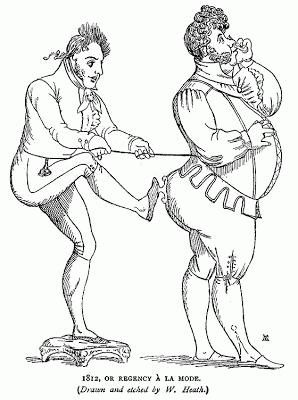 1812, OR REGENCY À LA MODE.
(Drawn and etched by W. Heath.)